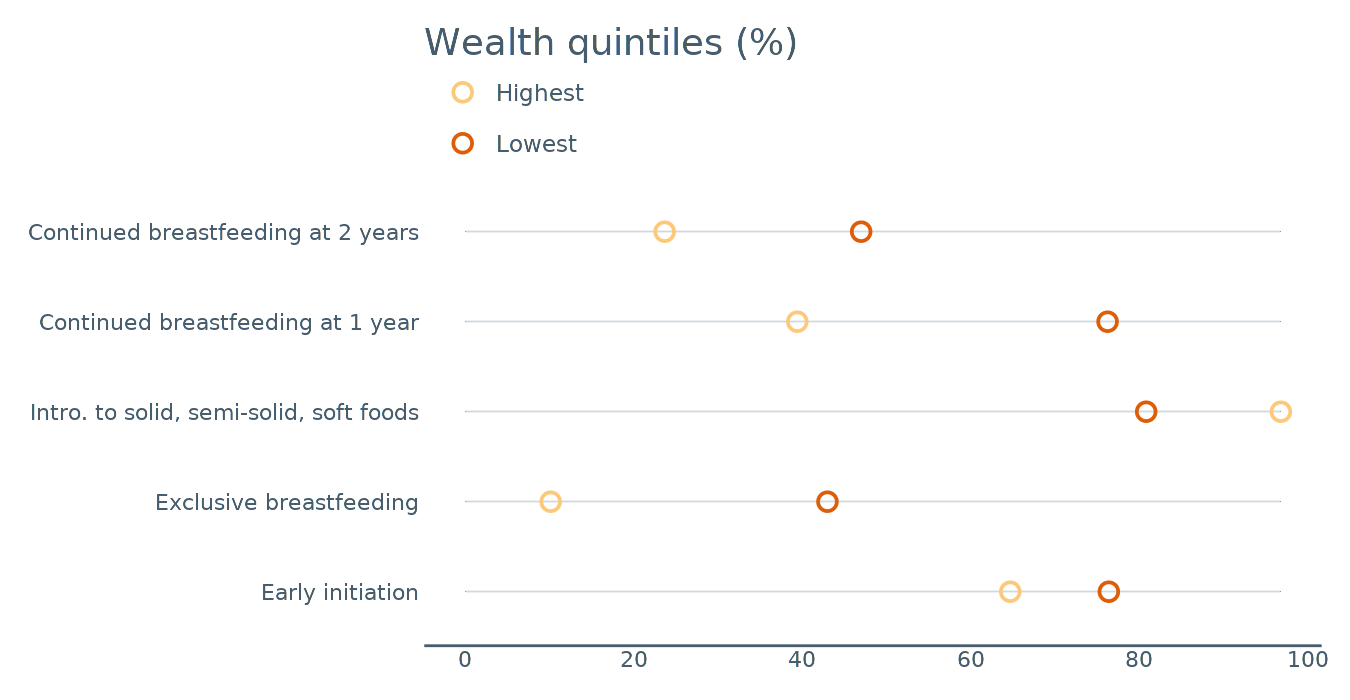 Wealth quintiles (%)
Highest
Lowest
Continued breastfeeding at 2 years
Continued breastfeeding at 1 year
Intro. to solid, semi-solid, soft foods
Exclusive breastfeeding
Early initiation
0 20 40 60 80 100